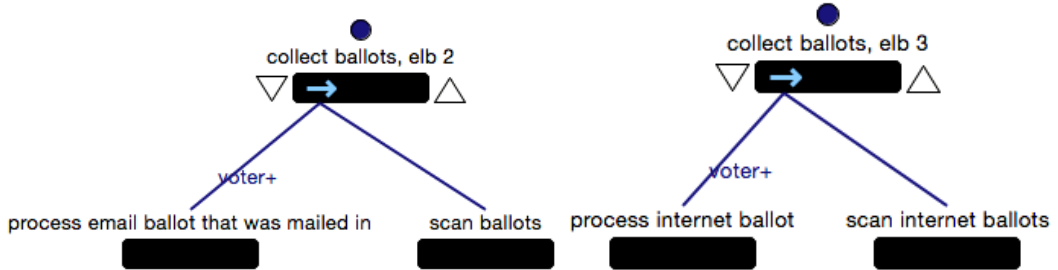 collect ballots, elb 2
voter+
process email ballot that was mailed in
scan ballots
collect ballots, elb 3
voter+
process internet ballot
scan internet ballots